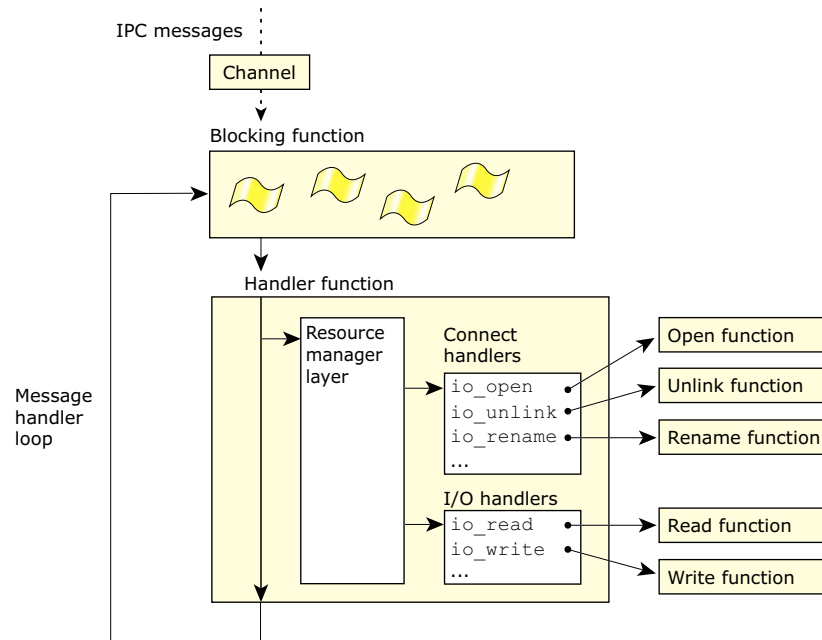 IPC messages
Channel
Blocking function
Handler function
Resource
manager
layer
Connect
handlers
io_open
io_unlink
io_rename
...
I/O handlers
io_read
io_write
...
Open function
Unlink function
Rename function
Read function
Write function
Message
handler
loop